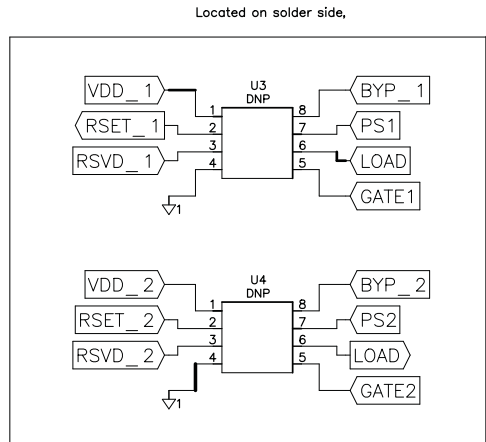 Located on solder side,
U3
DNP
VDD_1 1 8 BYP_1
RSET_1 2 7 PS1
RSVD_1 3 6 LOAD
4 5 GATE1
1
U4
DNP
VDD_2 1 8 BYP_2
RSET_2 2 7 PS2
RSVD_2 3 6 LOAD
4 5 GATE2
1